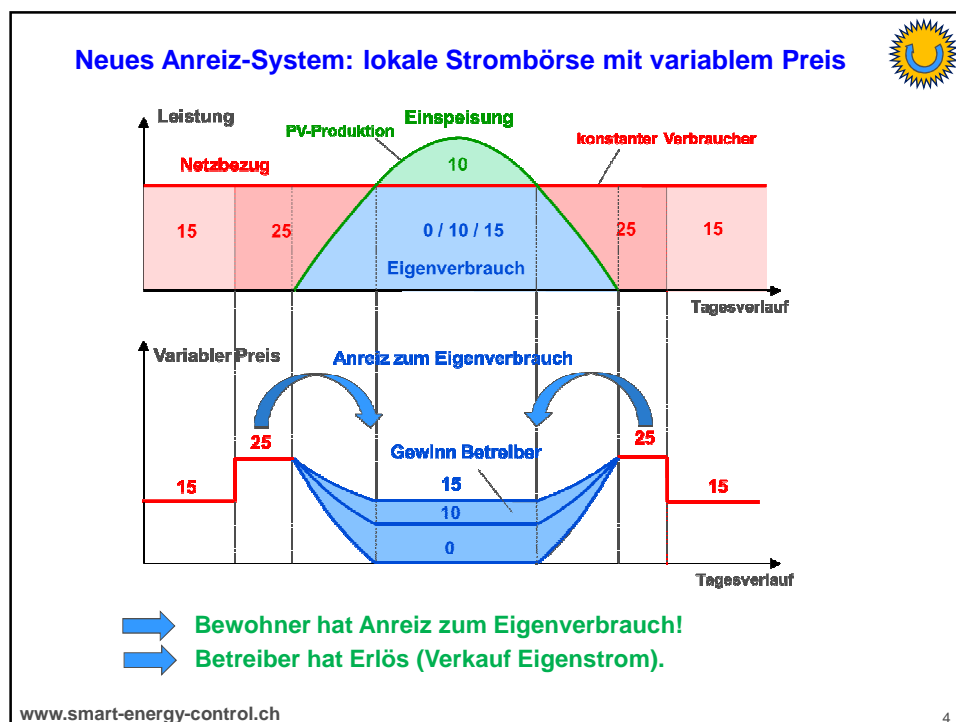 Neues Anreiz-System: lokale Strombörse mit variablem Preis
Leistung
Einspeisung
PV-Produktion
konstanter Verbraucher
Netzbezug
10
15
25
0 / 10 / 15
25
15
Eigenverbrauch
Tagesverlauf
Variabler Preis
Anreiz zum Eigenverbrauch
25
25
Gewinn Betreiber
15
15
15
10
0
Tagesverlauf
Bewohner hat Anreiz zum Eigenverbrauch!
Betreiber hat Erlös (Verkauf Eigenstrom).
www.smart-energy-control.ch
4